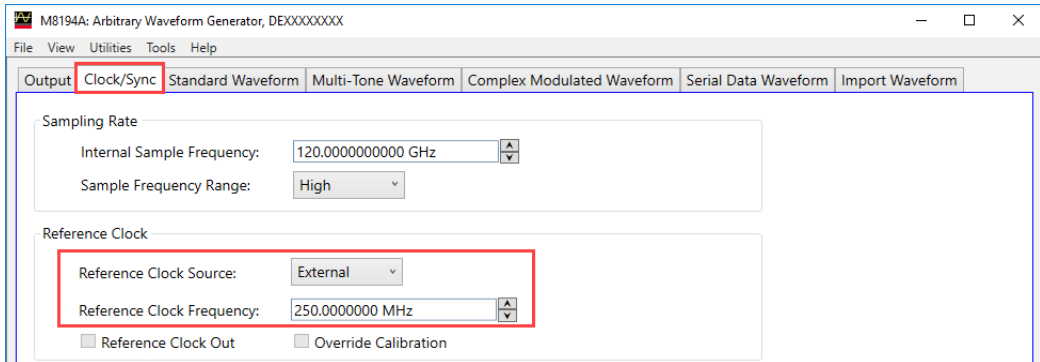 M8194A: Arbitrary Waveform Generator, DEXXXXXXXX
File View Utilities Tools Help
Output Clock/Sync Standard Waveform Multi-Tone Waveform Complex Modulated Waveform Serial Data Waveform Import Waveform
Sampling Rate
Internal Sample Frequency: 120.0000000000 GHz
Sample Frequency Range: High
Reference Clock
Reference Clock Source: External
Reference Clock Frequency: 250.0000000 MHz
Reference Clock Out Override Calibration